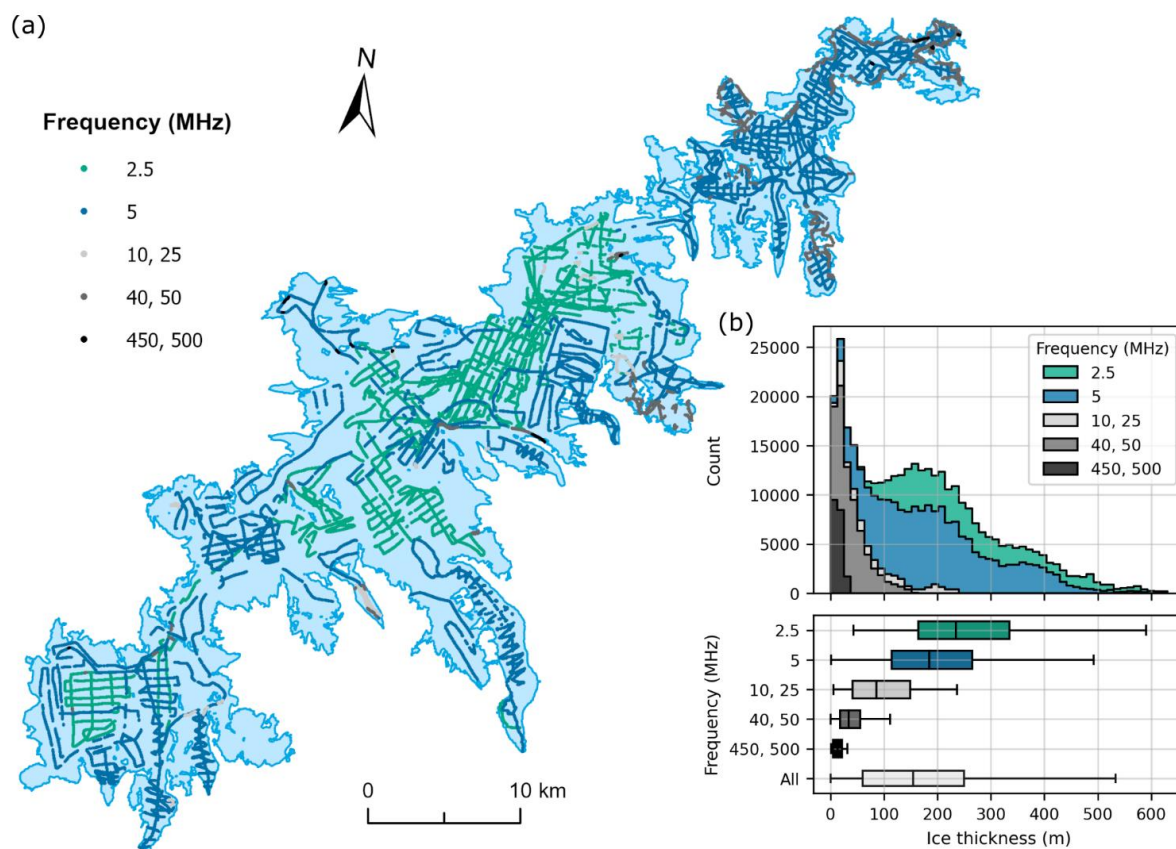 (a)
N
Frequency (MHz)
2.5
5
10, 25
40, 50
450, 500
0 10 km
(b)
25000
20000
15000
10000
5000
0
Count
Frequency (MHz)
2.5
5
10, 25
40, 50
450, 500
Frequency (MHz)
2.5
5
10, 25
40, 50
450, 500
All
0 100 200 300 400 500 600
Ice thickness (m)